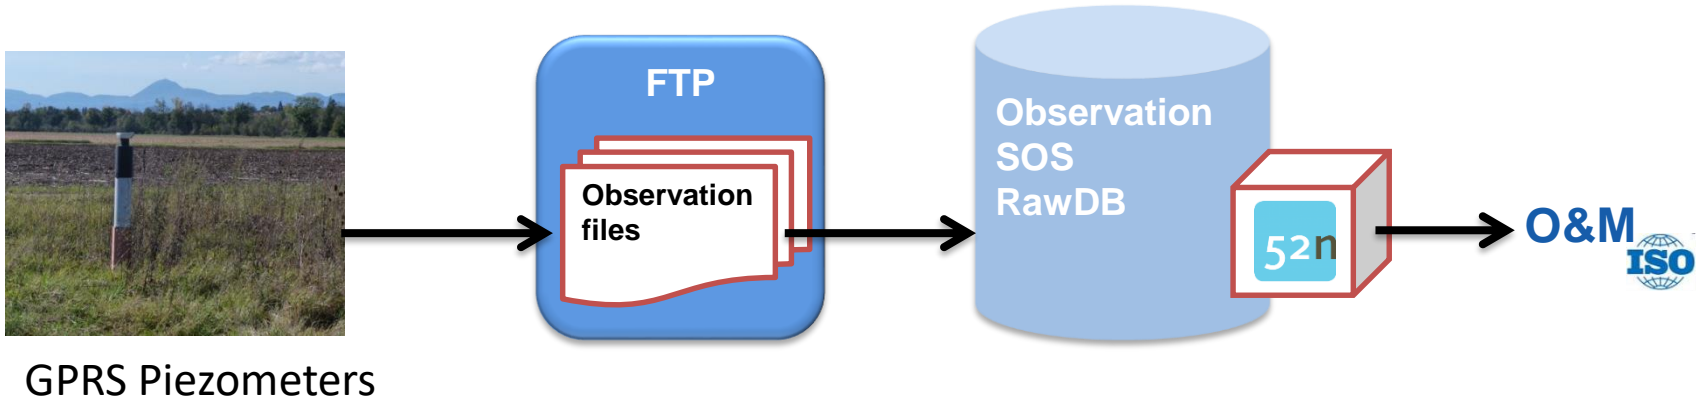 FTP
Observation
files
Observation
SOS
RawDB
52n
O&M
ISO
GPRS Piezometers